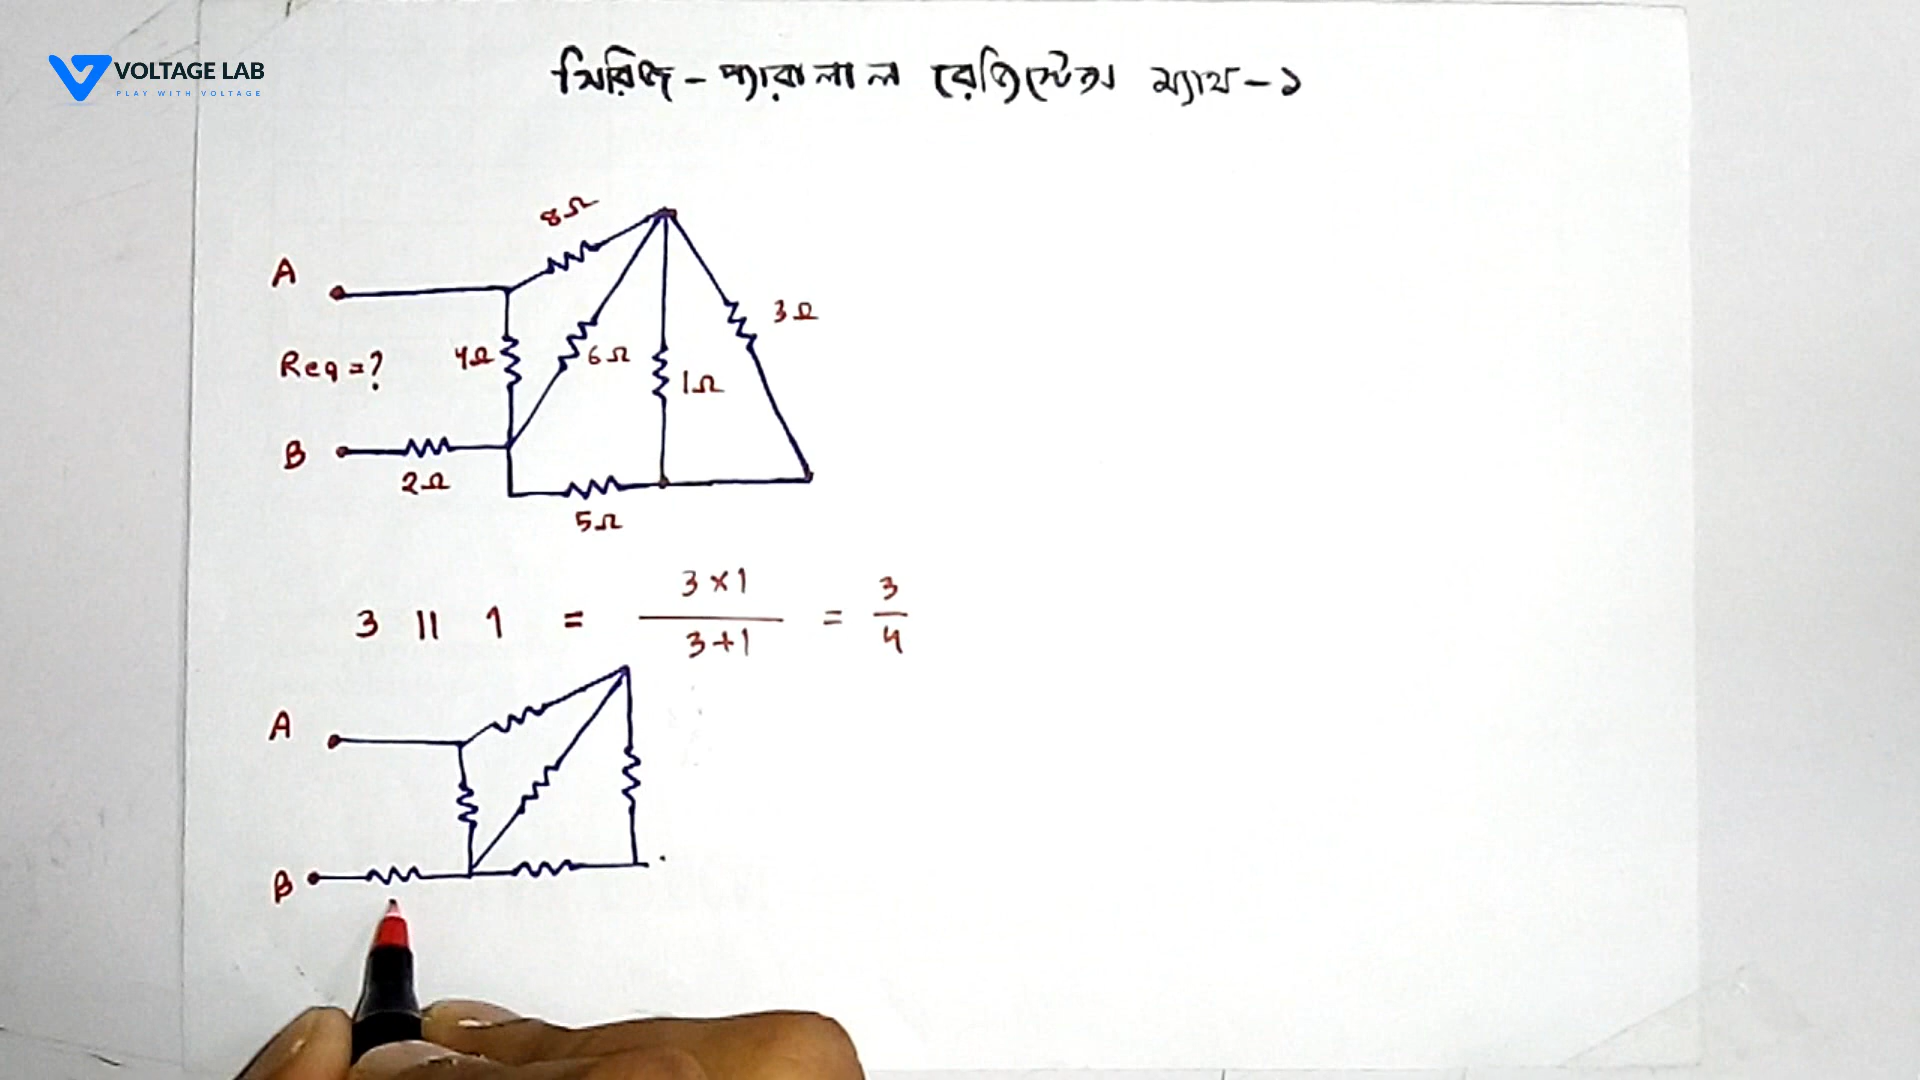 VOLTAGE LAB
PLAY WITH VOLTAGE
সিরিজ - প্যারালাল রেজিস্টেন্স ম্যাথ - ১
8Ω
A
3Ω
Req = ?
4Ω
6Ω
1Ω
B
2Ω
5Ω
3 || 1 = 3×1 / 3+1 = 3/4
A
B